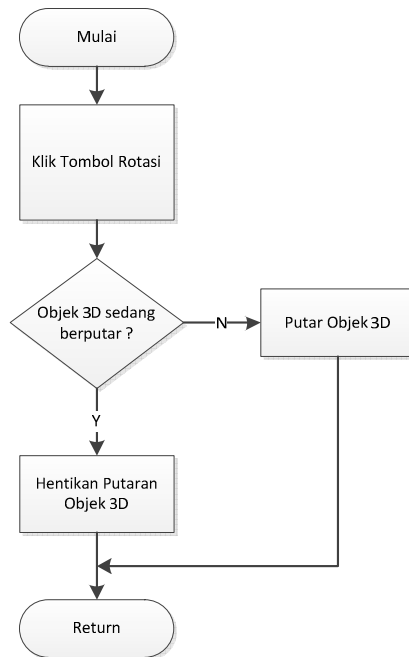 Mulai
Klik Tombol Rotasi
Objek 3D sedang
berputar ?
N
Putar Objek 3D
Y
Hentikan Putaran
Objek 3D
Return